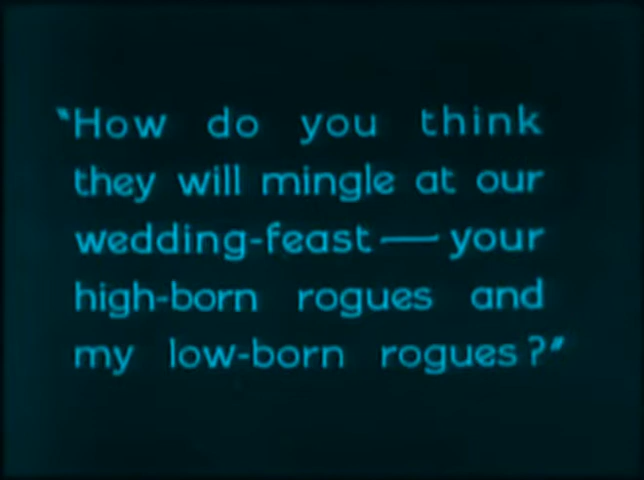 "How do you think
they will mingle at our
wedding-feast — your
high-born rogues and
my low-born rogues?"